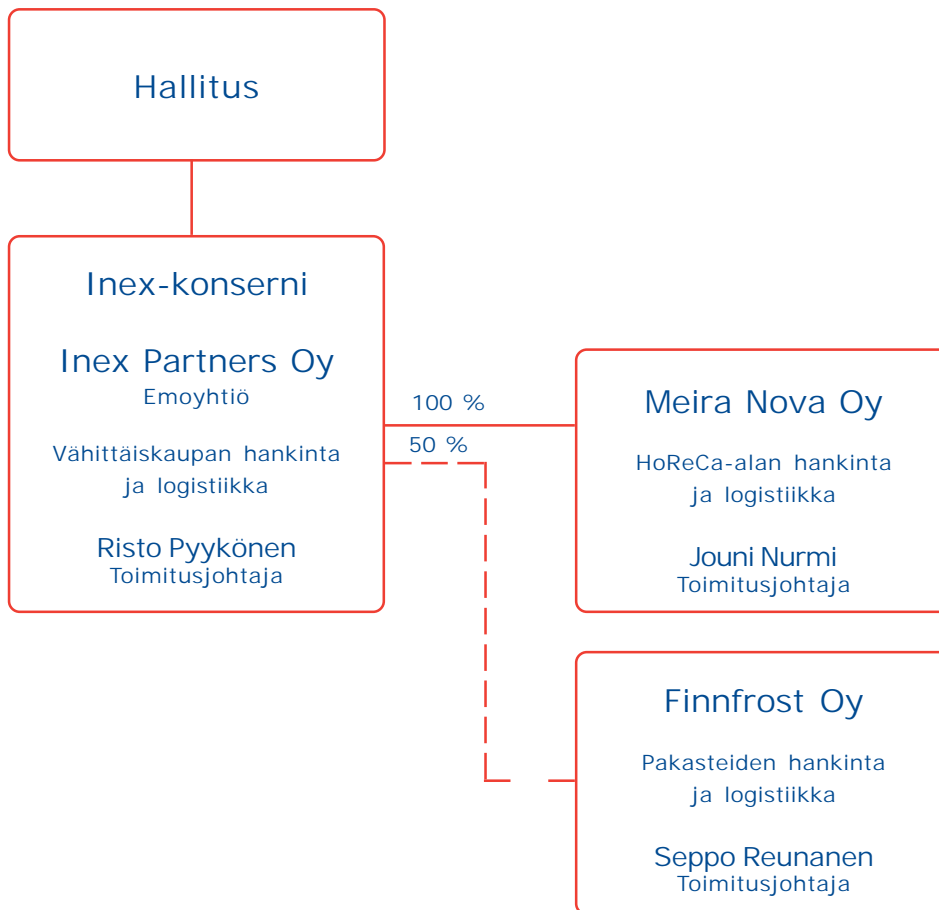 Hallitus
Inex-konserni
Inex Partners Oy
Emoyhtiö
Vähittäiskaupan hankinta
ja logistiikka
Risto Pyykönen
Toimitusjohtaja
100 %
50 %
Meira Nova Oy
HoReCa-alan hankinta
ja logistiikka
Jouni Nurmi
Toimitusjohtaja
Finnfrost Oy
Pakasteiden hankinta
ja logistiikka
Seppo Reunanen
Toimitusjohtaja